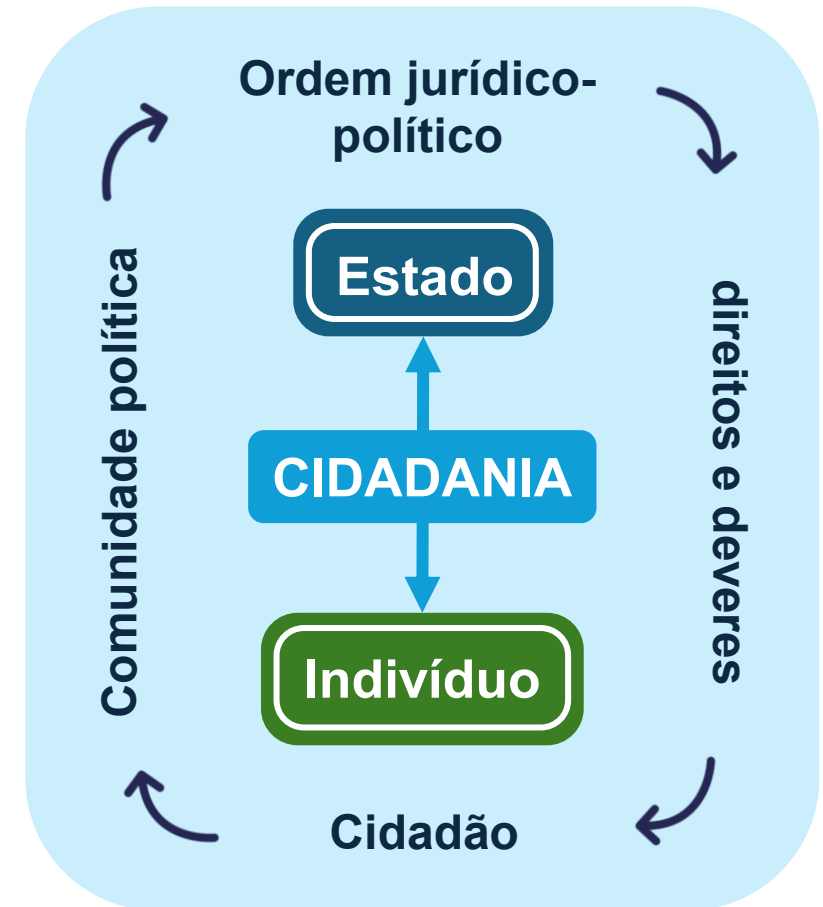 Ordem jurídico-
político
Estado
CIDADANIA
Indivíduo
direitos e deveres
Cidadão
Comunidade política